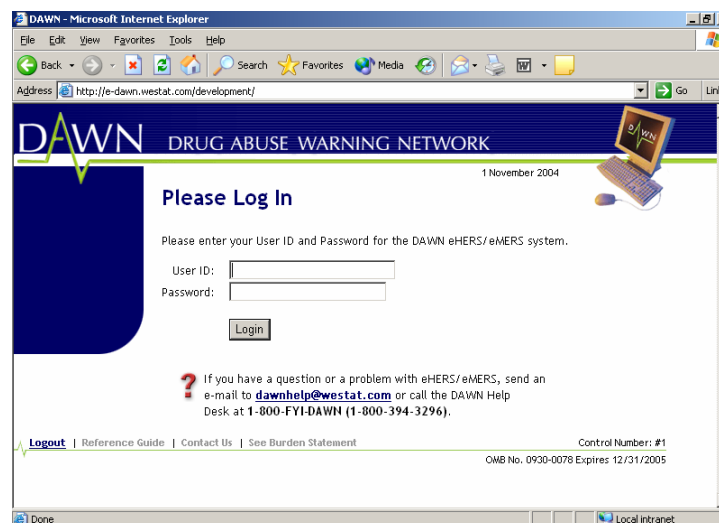 DAWN - Microsoft Internet Explorer
File Edit View Favorites Tools Help
Back Search Favorites Media
Address http://e-dawn.westat.com/development/ Go
DAWN DRUG ABUSE WARNING NETWORK
DAWN
1 November 2004
Please Log In
Please enter your User ID and Password for the DAWN eHERS/eMERS system.
User ID:
Password:
Login
? If you have a question or a problem with eHERS/eMERS, send an
e-mail to dawnhelp@westat.com or call the DAWN Help
Desk at 1-800-FYI-DAWN (1-800-394-3296).
Logout | Reference Guide | Contact Us | See Burden Statement Control Number: #1
OMB No. 0930-0078 Expires 12/31/2005
Done Local intranet